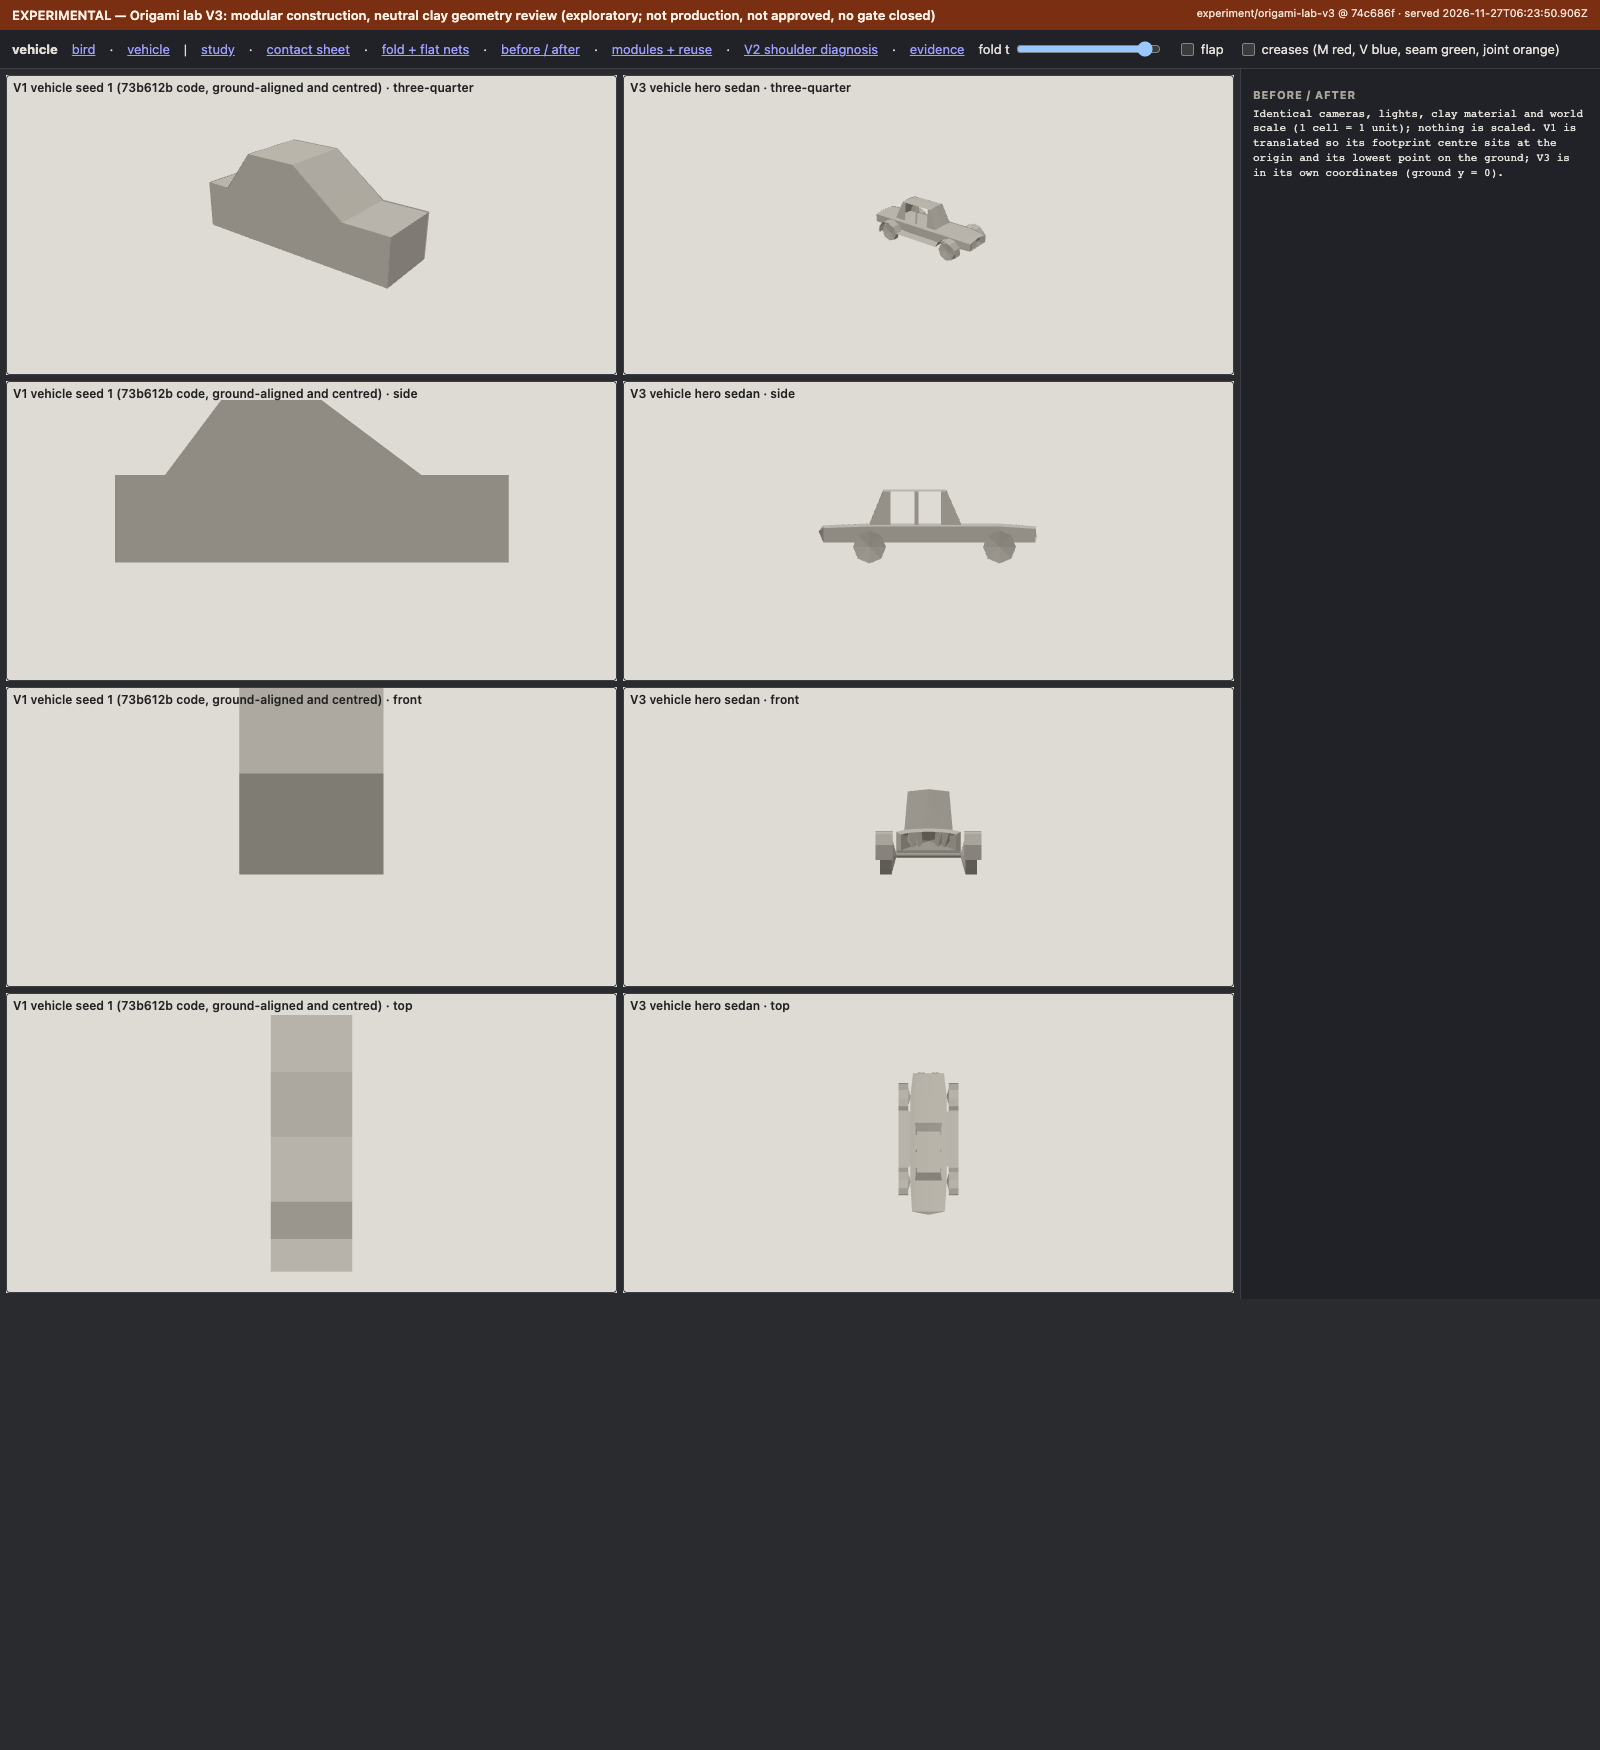 EXPERIMENTAL — Origami lab V3: modular construction, neutral clay geometry review (exploratory; not production, not approved, no gate closed)
experiment/origami-lab-v3 @ 74c686f · served 2026-11-27T06:23:50.906Z
vehicle bird · vehicle | study · contact sheet · fold + flat nets · before / after · modules + reuse · V2 shoulder diagnosis · evidence fold t flap creases (M red, V blue, seam green, joint orange)
V1 vehicle seed 1 (73b612b code, ground-aligned and centred) · three-quarter
V3 vehicle hero sedan · three-quarter
BEFORE / AFTER
Identical cameras, lights, clay material and world
scale (1 cell = 1 unit); nothing is scaled. V1 is
translated so its footprint centre sits at the
origin and its lowest point on the ground; V3 is
in its own coordinates (ground y = 0).
V1 vehicle seed 1 (73b612b code, ground-aligned and centred) · side
V3 vehicle hero sedan · side
V1 vehicle seed 1 (73b612b code, ground-aligned and centred) · front
V3 vehicle hero sedan · front
V1 vehicle seed 1 (73b612b code, ground-aligned and centred) · top
V3 vehicle hero sedan · top